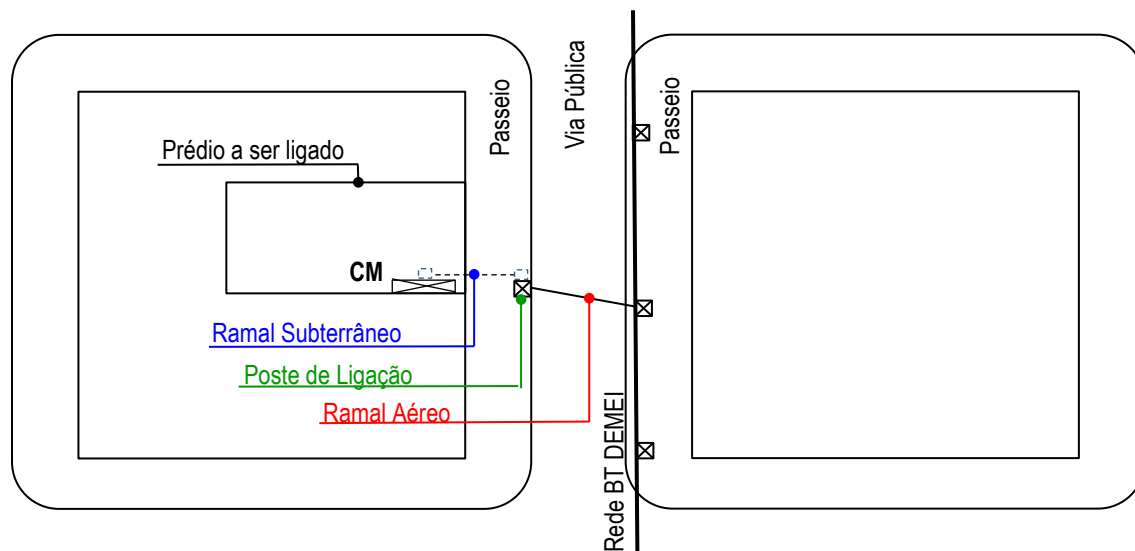 Prédio a ser ligado
Passeio
Via Pública
Passeio
CM
Ramal Subterrâneo
Poste de Ligação
Ramal Aéreo
Rede BT DEMEI